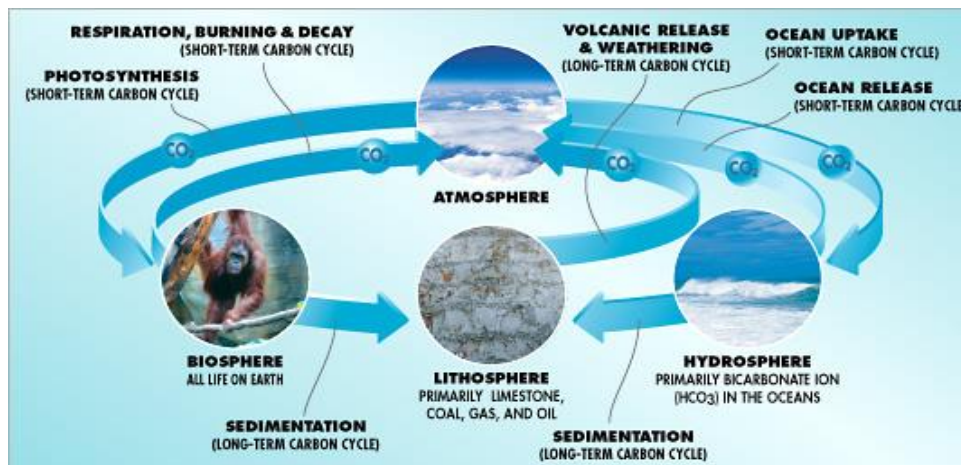 RESPIRATION, BURNING & DECAY
(SHORT-TERM CARBON CYCLE)
PHOTOSYNTHESIS
(SHORT-TERM CARBON CYCLE)
VOLCANIC RELEASE
& WEATHERING
(LONG-TERM CARBON CYCLE)
OCEAN UPTAKE
(SHORT-TERM CARBON CYCLE)
OCEAN RELEASE
(SHORT-TERM CARBON CYCLE
CO2
CO2
CO2
CO2
CO2
ATMOSPHERE
BIOSPHERE
ALL LIFE ON EARTH
LITHOSPHERE
PRIMARILY LIMESTONE,
COAL, GAS, AND OIL
HYDROSPHERE
PRIMARILY BICARBONATE ION
(HCO3) IN THE OCEANS
SEDIMENTATION
(LONG-TERM CARBON CYCLE)
SEDIMENTATION
(LONG-TERM CARBON CYCLE)